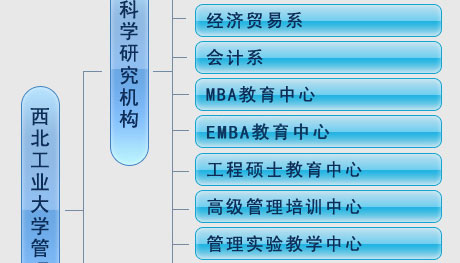 科学研究机构
西北工业大学管
经济贸易系
会计系
MBA教育中心
EMBA教育中心
工程硕士教育中心
高级管理培训中心
管理实验教学中心